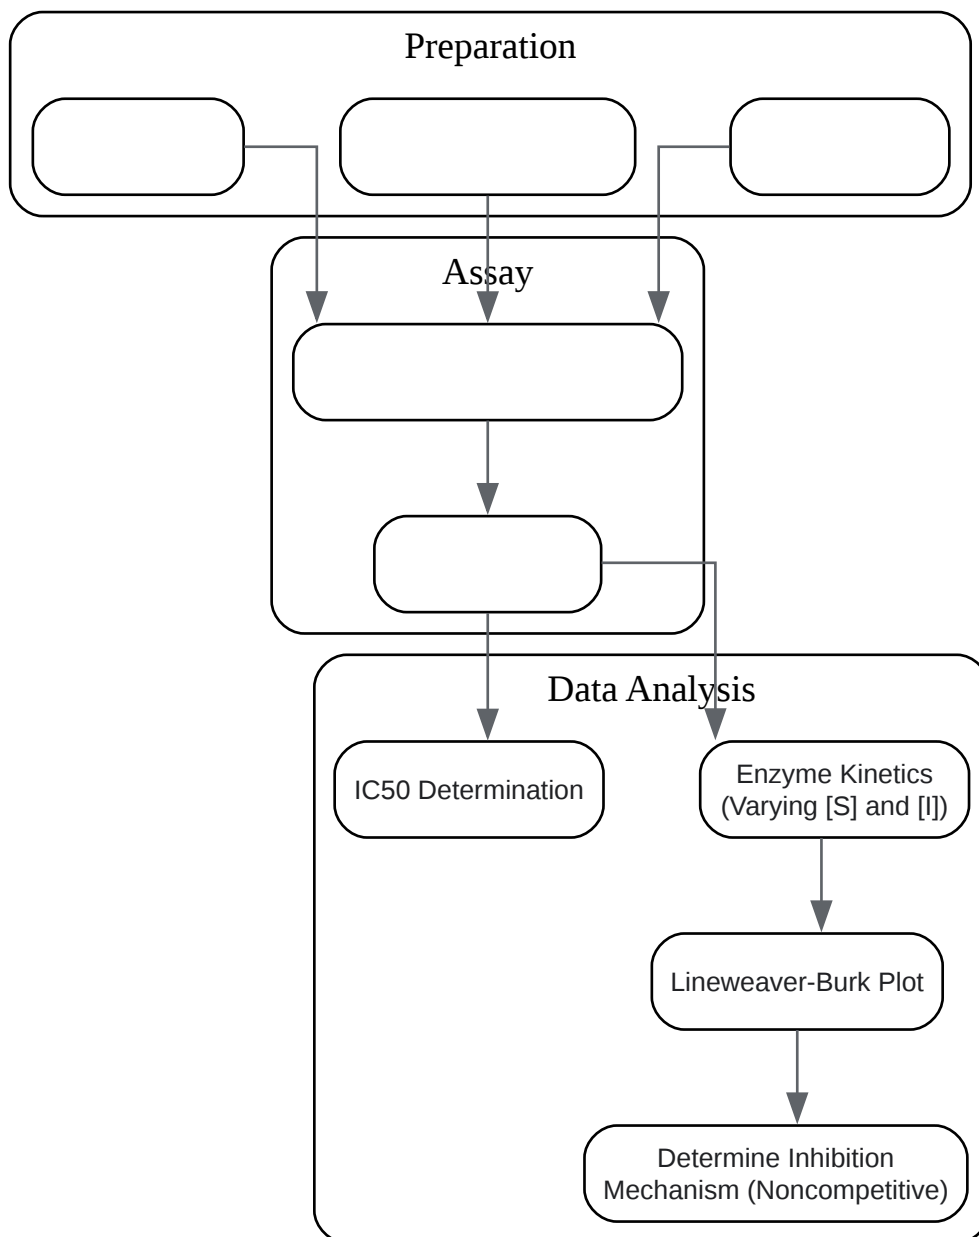 Preparation
Assay
Data Analysis
IC50 Determination
Enzyme Kinetics
(Varying [S] and [I])
Lineweaver-Burk Plot
Determine Inhibition
Mechanism (Noncompetitive)